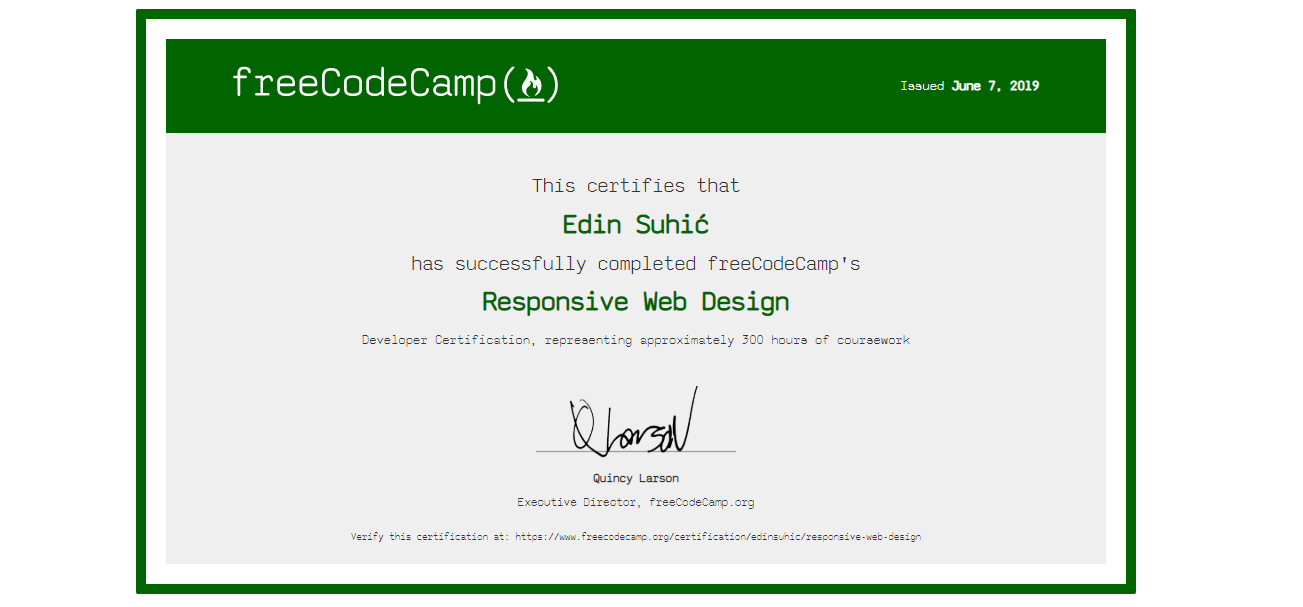 freeCodeCamp(🔥)
Issued June 7, 2019
This certifies that
Edin Suhić
has successfully completed freeCodeCamp's
Responsive Web Design
Developer Certification, representing approximately 300 hours of coursework
Q Larson
Quincy Larson
Executive Director, freeCodeCamp.org
Verify this certification at: https://www.freecodecamp.org/certification/edinsuhic/responsive-web-design